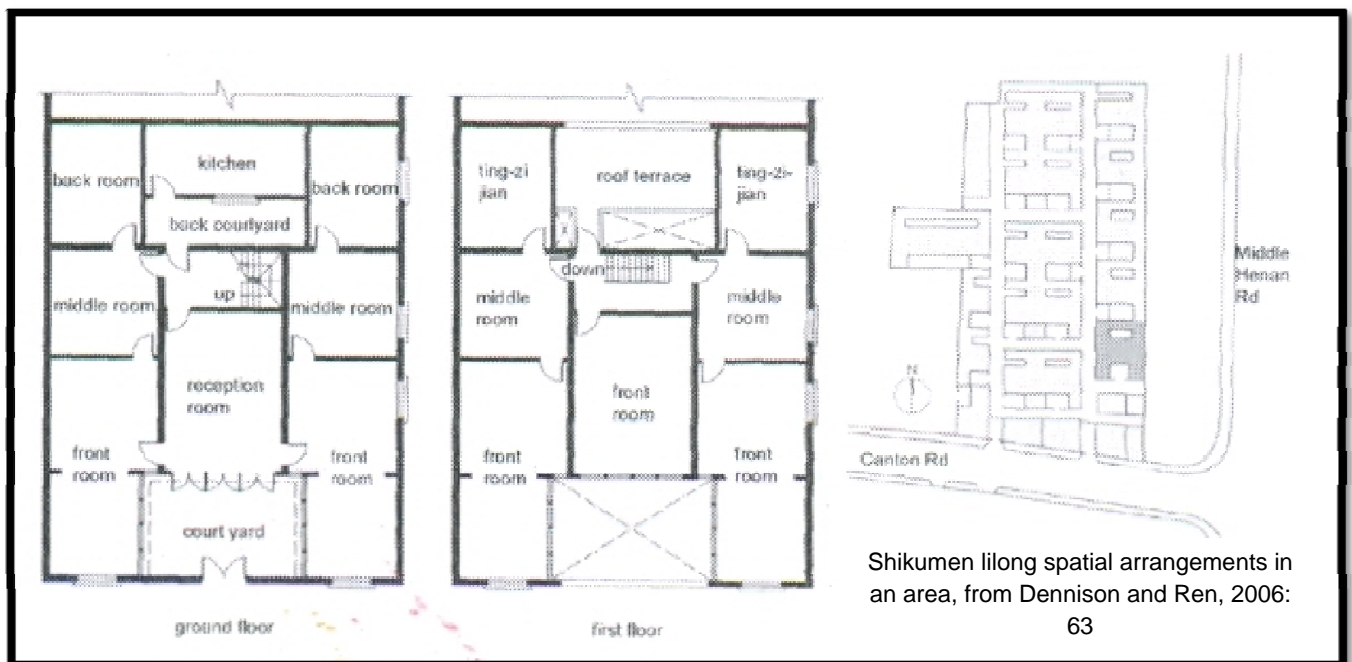 kitchen
back room
back room
back courtyard
up
middle room
middle room
reception
room
front
room
front
room
court yard
ground floor
ting-zi
jian
roof terrace
ting-zi-
jian
down
middle
room
middle
room
front
room
front
room
front
room
first floor
N
Middle
Henan
Rd
Canton Rd
Shikumen lilong spatial arrangements in
an area, from Dennison and Ren, 2006:
63